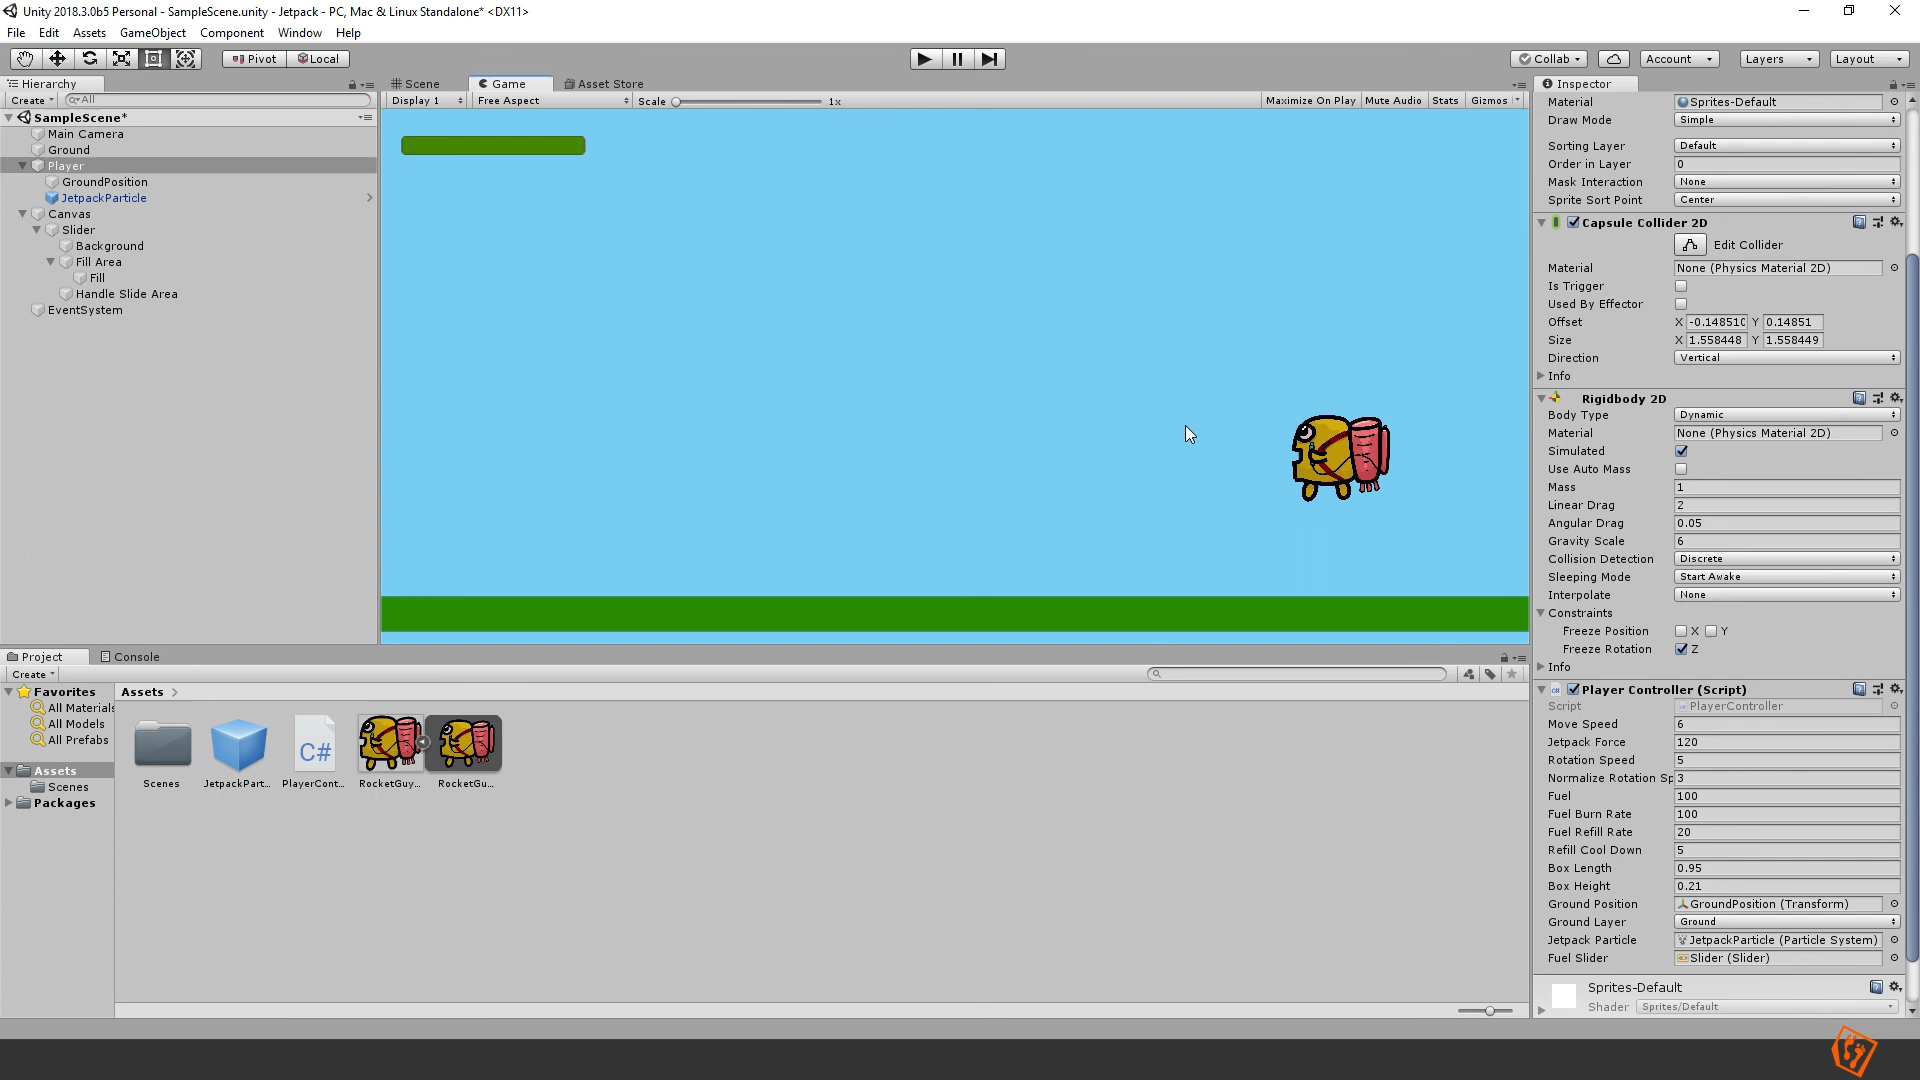 Unity 2018.3.0b5 Personal - SampleScene.unity - Jetpack - PC, Mac & Linux Standalone* <DX11>
File Edit Assets GameObject Component Window Help
Pivot Local Collab Account Layers Layout
Hierarchy
Create All
SampleScene*
Main Camera
Ground
Player
GroundPosition
JetpackParticle
Canvas
Slider
Background
Fill Area
Fill
Handle Slide Area
EventSystem
Scene Game Asset Store
Display 1 Free Aspect Scale 1x Maximize On Play Mute Audio Stats Gizmos
Inspector
Material Sprites-Default
Draw Mode Simple
Sorting Layer Default
Order in Layer 0
Mask Interaction None
Sprite Sort Point Center
Capsule Collider 2D
Edit Collider
Material None (Physics Material 2D)
Is Trigger
Used By Effector
Offset X -0.148510 Y 0.14851
Size X 1.558448 Y 1.558449
Direction Vertical
Info
Rigidbody 2D
Body Type Dynamic
Material None (Physics Material 2D)
Simulated
Use Auto Mass
Mass 1
Linear Drag 2
Angular Drag 0.05
Gravity Scale 6
Collision Detection Discrete
Sleeping Mode Start Awake
Interpolate None
Constraints
Freeze Position X Y
Freeze Rotation Z
Info
Player Controller (Script)
Script PlayerController
Move Speed 6
Jetpack Force 120
Rotation Speed 5
Normalize Rotation Sp 3
Fuel 100
Fuel Burn Rate 100
Fuel Refill Rate 20
Refill Cool Down 5
Box Length 0.95
Box Height 0.21
Ground Position GroundPosition (Transform)
Ground Layer Ground
Jetpack Particle JetpackParticle (Particle System)
Fuel Slider Slider (Slider)
Sprites-Default
Shader Sprites/Default
Project Console
Create
Favorites
All Materials
All Models
All Prefabs
Assets
Scenes
Packages
Assets
C#
Scenes JetpackPart... PlayerCont... RocketGuy... RocketGu...